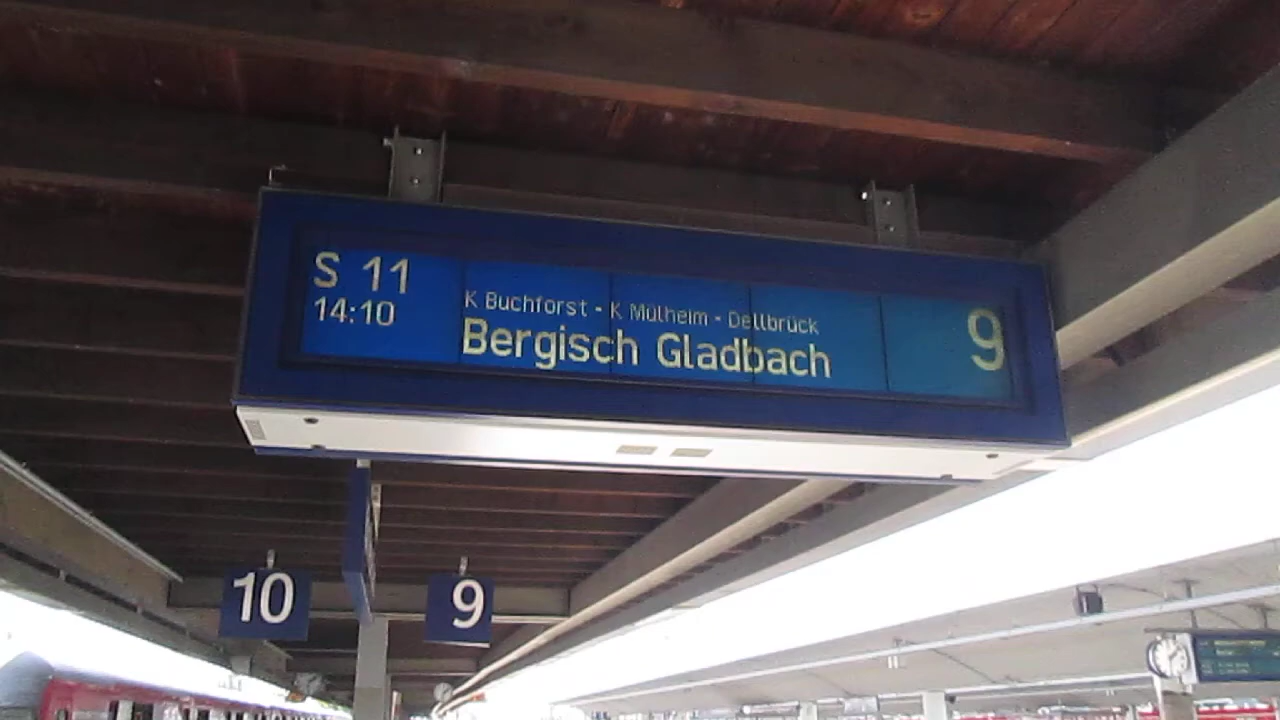 S 11
14:10
K Buchforst - K Mülheim - Dellbrück
Bergisch Gladbach
9
10
9